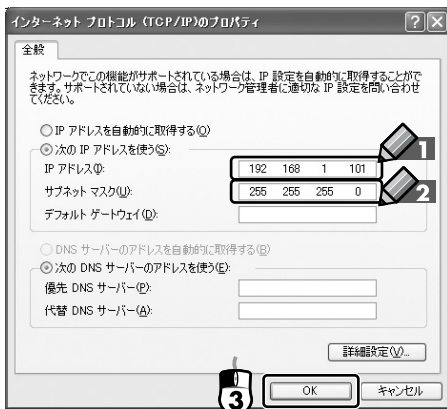 インターネット プロトコル (TCP/IP)のプロパティ
全般
ネットワークでこの機能がサポートされている場合は、IP 設定を自動的に取得することがで
きます。サポートされていない場合は、ネットワーク管理者に適切な IP 設定を問い合わせ
てください。
IP アドレスを自動的に取得する(O)
次の IP アドレスを使う(S):
IP アドレス(I):
192 168 1 101
1
サブネット マスク(U):
255 255 255 0
2
デフォルト ゲートウェイ(D):
DNS サーバーのアドレスを自動的に取得する(B)
次の DNS サーバーのアドレスを使う(E):
優先 DNS サーバー(P):
代替 DNS サーバー(A):
詳細設定(V)...
3
OK
キャンセル